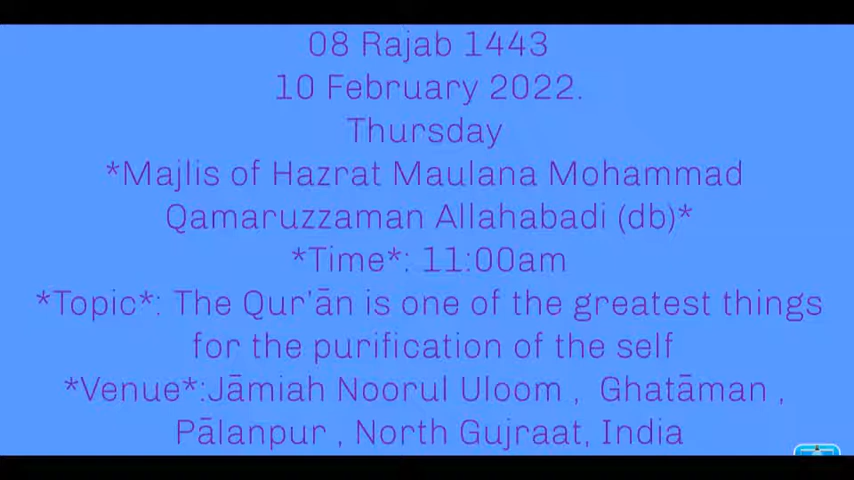 08 Rajab 1443
10 February 2022.
Thursday
*Majlis of Hazrat Maulana Mohammad
Qamaruzzaman Allahabadi (db)*
*Time*: 11:00am
*Topic*: The Qur'ān is one of the greatest things
for the purification of the self
*Venue*:Jāmiah Noorul Uloom , Ghatāman ,
Pālanpur , North Gujraat, India